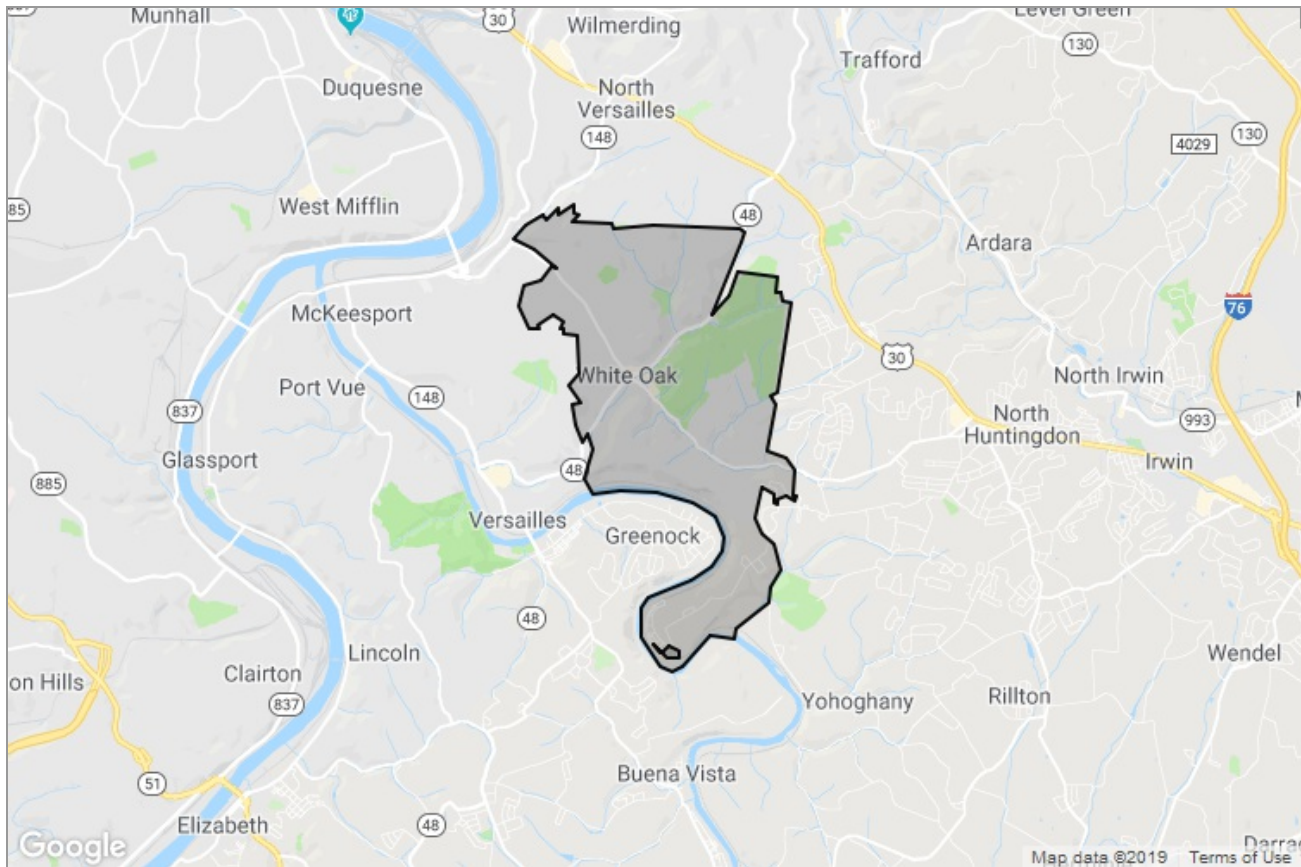 Munhall
30
Wilmerding
Level Green
130
Trafford
Duquesne
North
Versailles
148
130
4029
885
West Mifflin
48
Ardara
76
McKeesport
30
White Oak
North Irwin
Port Vue
148
837
North
Huntingdon
993
Glassport
48
Irwin
885
Versailles
Greenock
48
Lincoln
Wendel
on Hills
Clairton
837
Yohoghany
Rillton
Buena Vista
51
Elizabeth
48
Google
Map data ©2019 Terms of Use